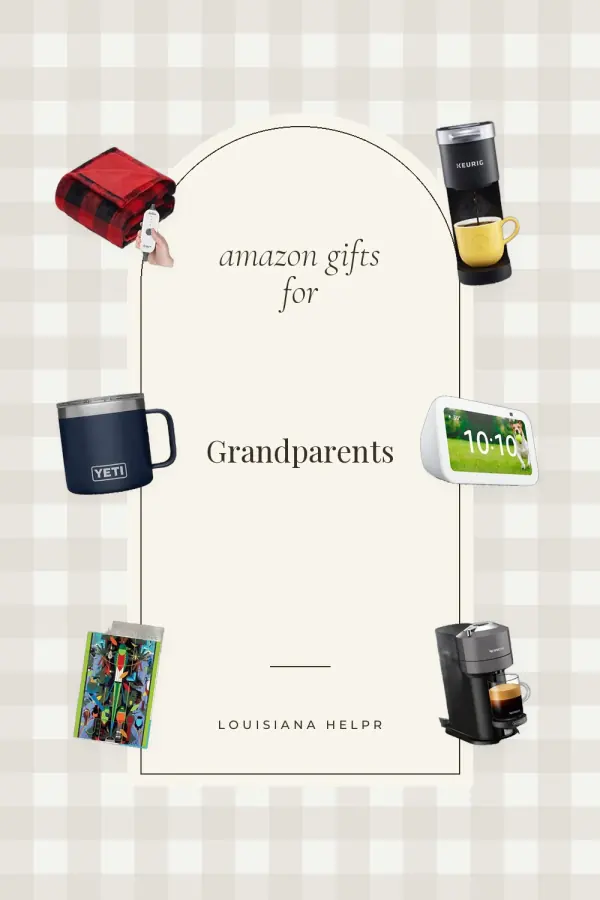 amazon gifts
for
Grandparents
LOUISIANA HELPR
KEURIG
YETI
10:10